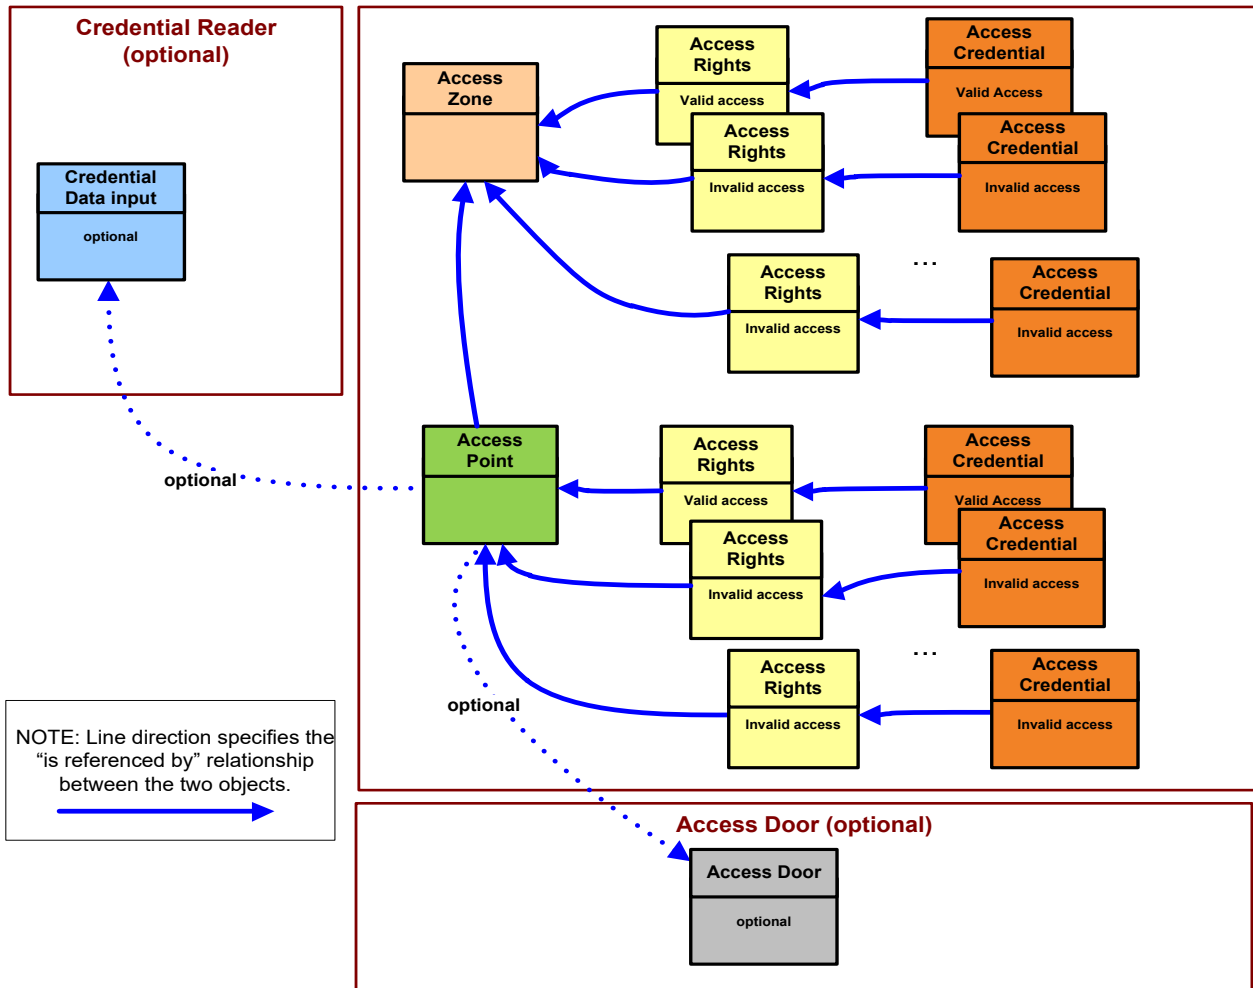 Credential Reader
(optional)
Credential
Data input
optional
optional
NOTE: Line direction specifies the
“is referenced by” relationship
between the two objects.
Access
Zone
Access
Rights
Valid access
Access
Credential
Valid Access
Access
Rights
Invalid access
Access
Credential
Invalid access
...
Access
Rights
Invalid access
Access
Credential
Invalid access
Access
Point
Access
Rights
Valid access
Access
Credential
Valid Access
Access
Rights
Invalid access
Access
Credential
Invalid access
...
Access
Rights
Invalid access
Access
Credential
Invalid access
optional
Access Door (optional)
Access Door
optional